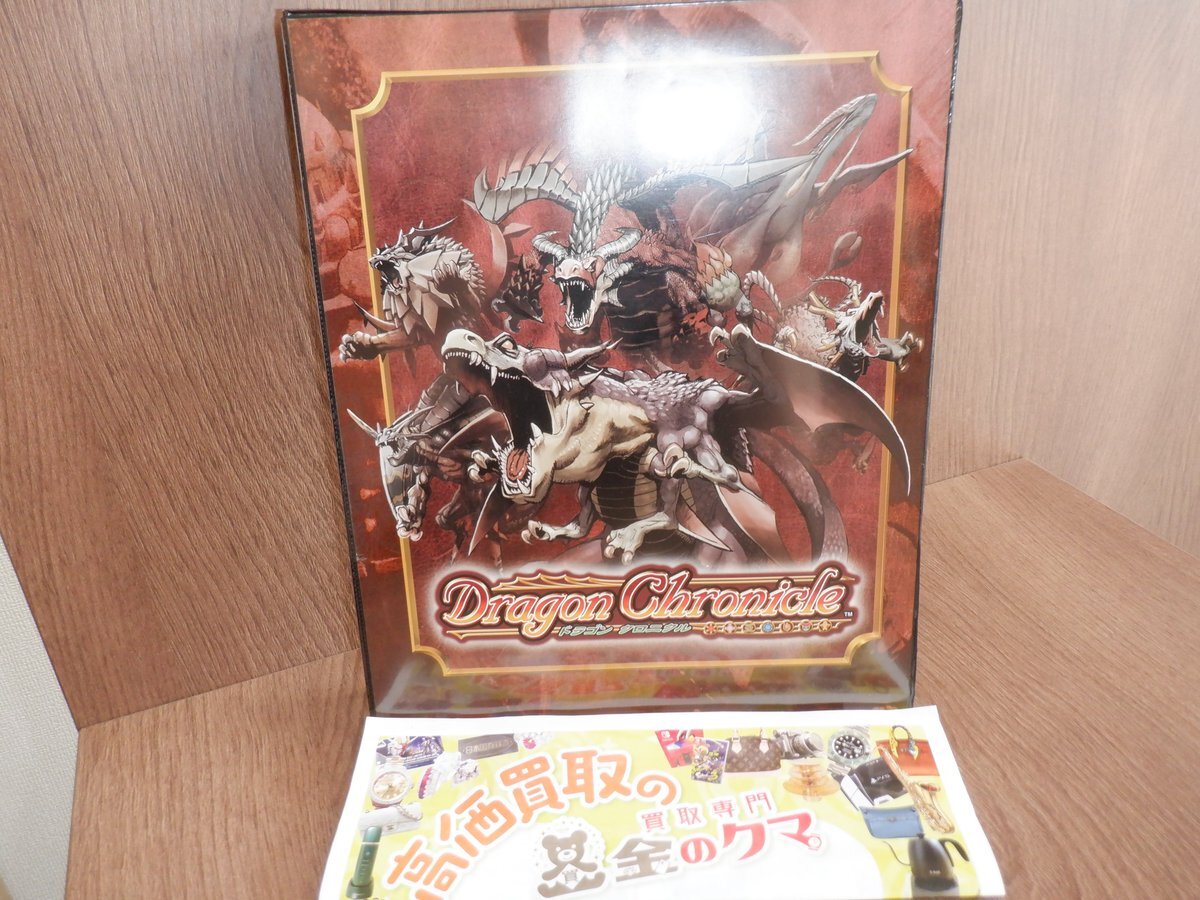 Dragon Chronicle™
ドラゴン クロニクル
高価買取の
買取専門
金のクマ